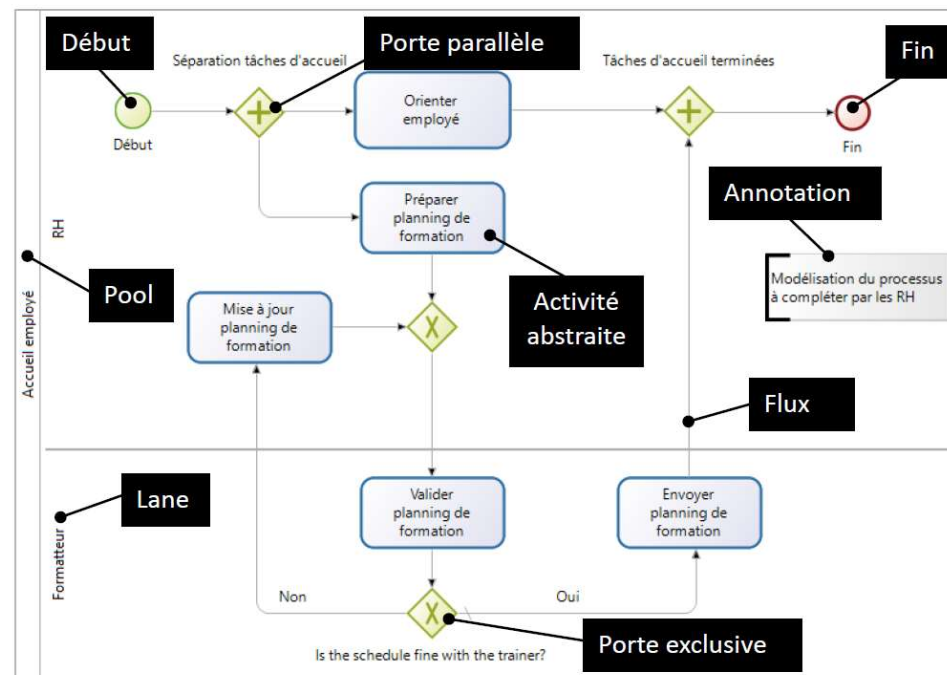 Début
Séparation tâches d'accueil
Porte parallèle
Tâches d'accueil terminées
Fin
Orienter
employé
Début
Fin
Préparer
planning de
formation
Annotation
RH
Modélisation du processus
à compléter par les RH
Pool
Activité
abstraite
Mise à jour
planning de
formation
Accueil employé
Flux
Lane
Valider
planning de
formation
Envoyer
planning de
formation
Formatteur
Non
Oui
Porte exclusive
Is the schedule fine with the trainer?